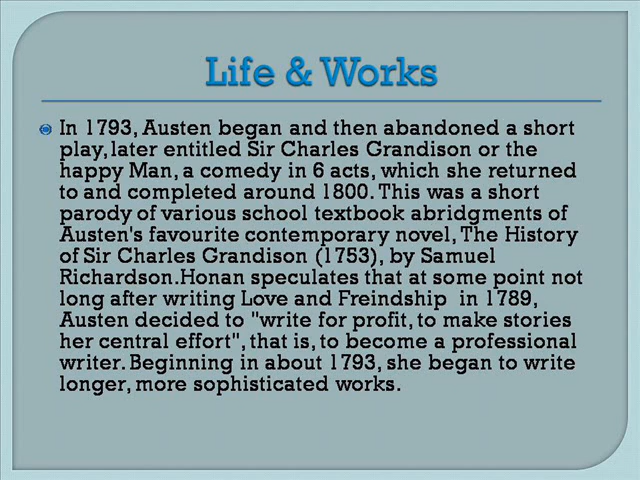 Life & Works
In 1793, Austen began and then abandoned a short
play, later entitled Sir Charles Grandison or the
happy Man, a comedy in 6 acts, which she returned
to and completed around 1800. This was a short
parody of various school textbook abridgments of
Austen's favourite contemporary novel, The History
of Sir Charles Grandison (1753), by Samuel
Richardson.Honan speculates that at some point not
long after writing Love and Freindship in 1789,
Austen decided to "write for profit, to make stories
her central effort", that is, to become a professional
writer. Beginning in about 1793, she began to write
longer, more sophisticated works.